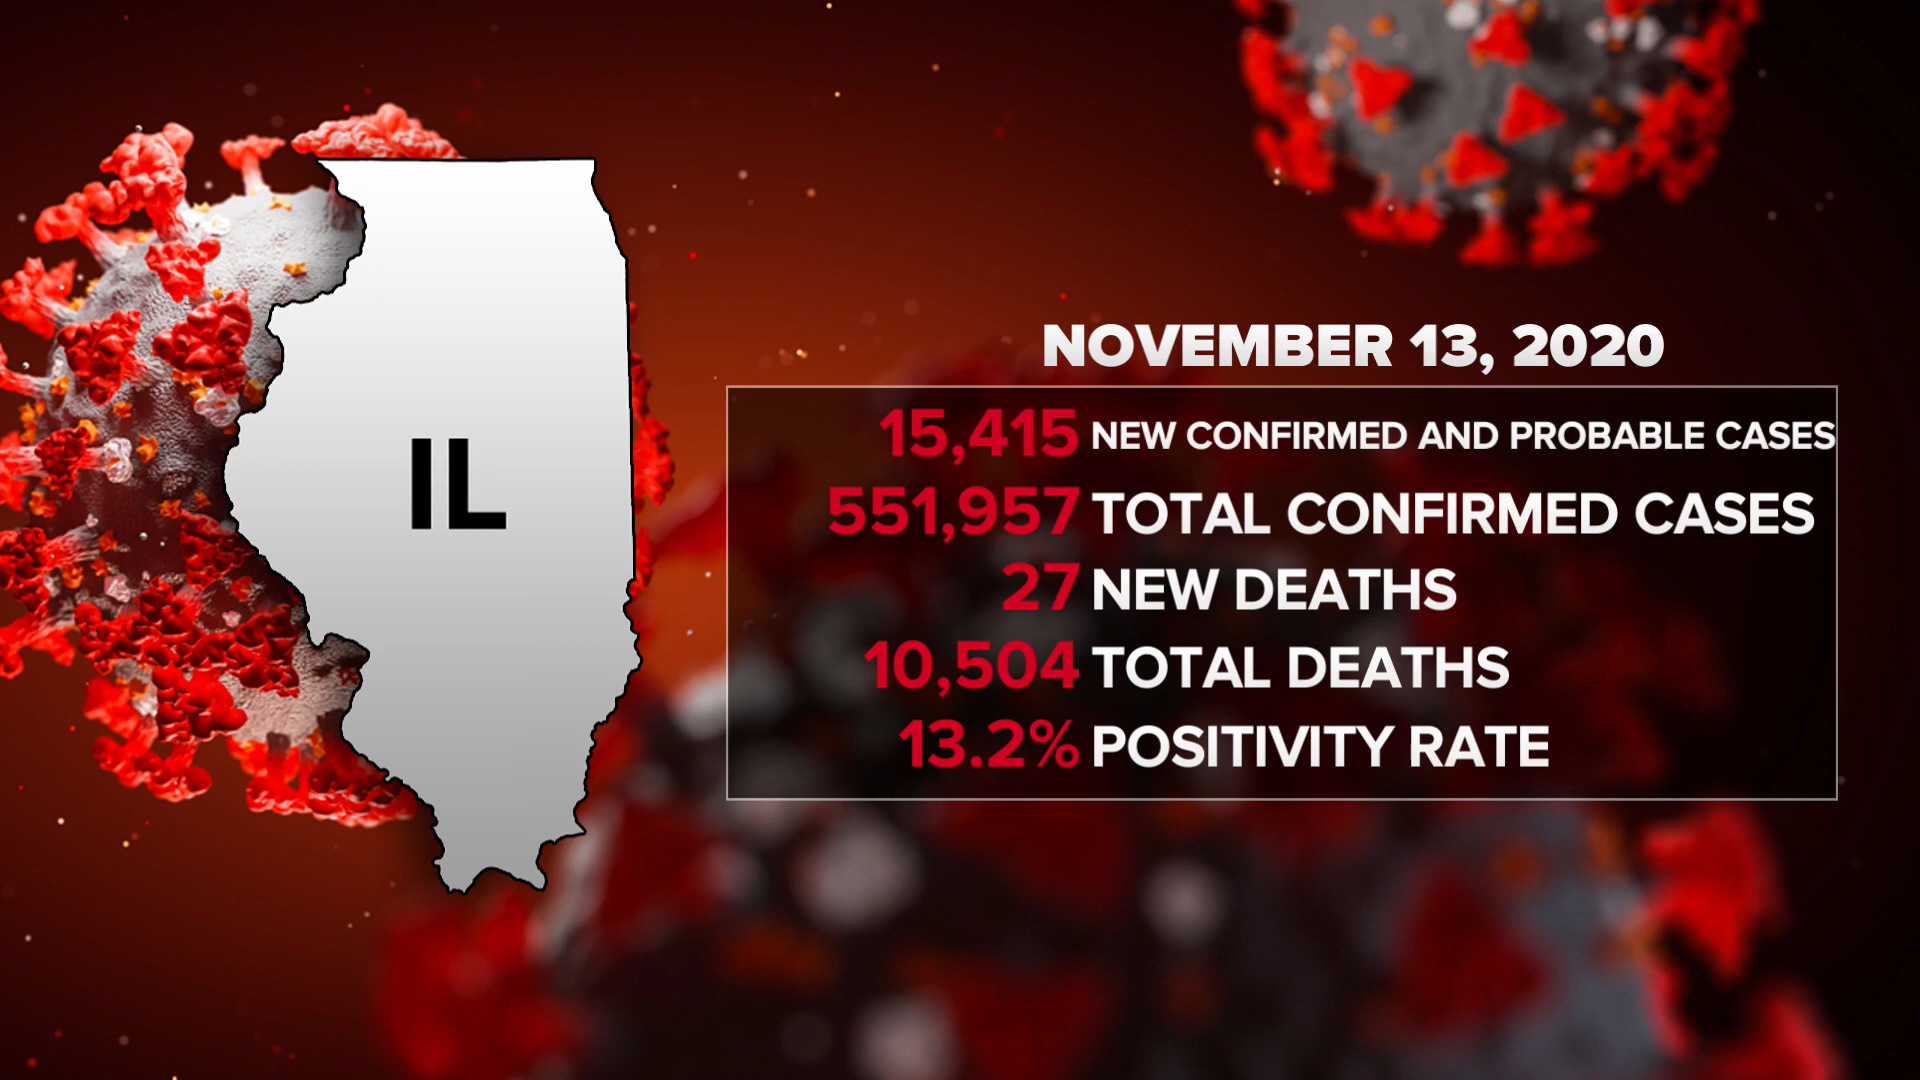 IL
NOVEMBER 13, 2020
15,415 NEW CONFIRMED AND PROBABLE CASES
551,957 TOTAL CONFIRMED CASES
27 NEW DEATHS
10,504 TOTAL DEATHS
13.2% POSITIVITY RATE